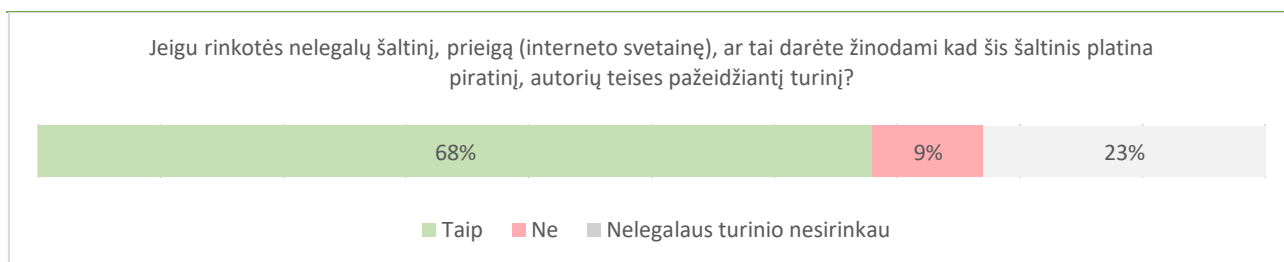 Jeigu rinkotės nelegalų šaltinį, prieigą (interneto svetainę), ar tai darėte žinodami kad šis šaltinis platina
piratinį, autorių teises pažeidžiantį turinį?
68% 9% 23%
Taip Ne Nelegalaus turinio nesirinkau